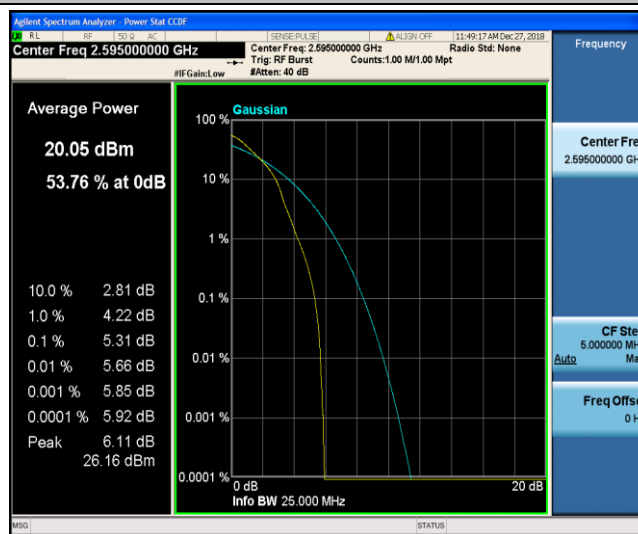 Agilent Spectrum Analyzer - Power Stat CCDF
RL RF 50 Ω AC SENSE:PULSE ALIGN OFF 11:49:17 AM Dec 27, 2018
Center Freq 2.595000000 GHz
Center Freq: 2.595000000 GHz Radio Std: None
Trig: RF Burst Counts:1.00 M/1.00 Mpt
#IFGain:Low #Atten: 40 dB
Frequency
Average Power
20.05 dBm
53.76 % at 0dB
10.0 % 2.81 dB
1.0 % 4.22 dB
0.1 % 5.31 dB
0.01 % 5.66 dB
0.001 % 5.85 dB
0.0001 % 5.92 dB
Peak 6.11 dB
26.16 dBm
Gaussian
100 %
10 %
1 %
0.1 %
0.01 %
0.001 %
0.0001 %
0 dB 20 dB
Info BW 25.000 MHz
Center Fre
2.595000000 GH
CF Ste
5.000000 MH
Auto Ma
Freq Offse
0 H
MSG STATUS